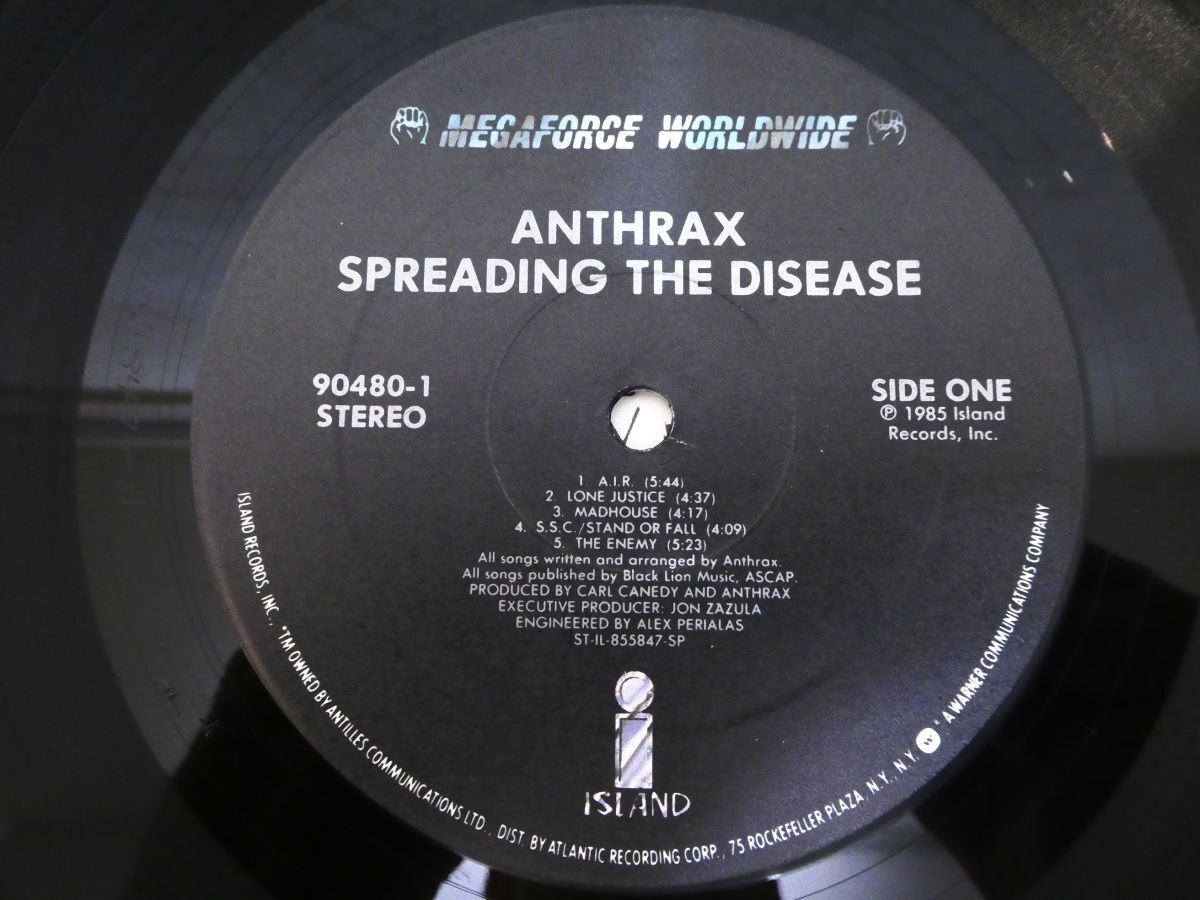 MEGAFORCE WORLDWIDE
ANTHRAX
SPREADING THE DISEASE
90480-1
STEREO
SIDE ONE
℗ 1985 Island
Records, Inc.
1. A.I.R. (5:44)
2. LONE JUSTICE (4:37)
3. MADHOUSE (4:17)
4. S.S.C./STAND OR FALL (4:09)
5. THE ENEMY (5:23)
All songs written and arranged by Anthrax.
All songs published by Black Lion Music, ASCAP.
PRODUCED BY CARL CANEDY AND ANTHRAX
EXECUTIVE PRODUCER: JON ZAZULA
ENGINEERED BY ALEX PERIALAS
ST-IL-855847-SP
i
ISLAND
ISLAND RECORDS, INC., *TM OWNED BY ANTILLES COMMUNICATIONS LTD., DIST. BY ATLANTIC RECORDING CORP., 75 ROCKEFELLER PLAZA, N.Y. N.Y. W * A WARNER COMMUNICATIONS COMPANY